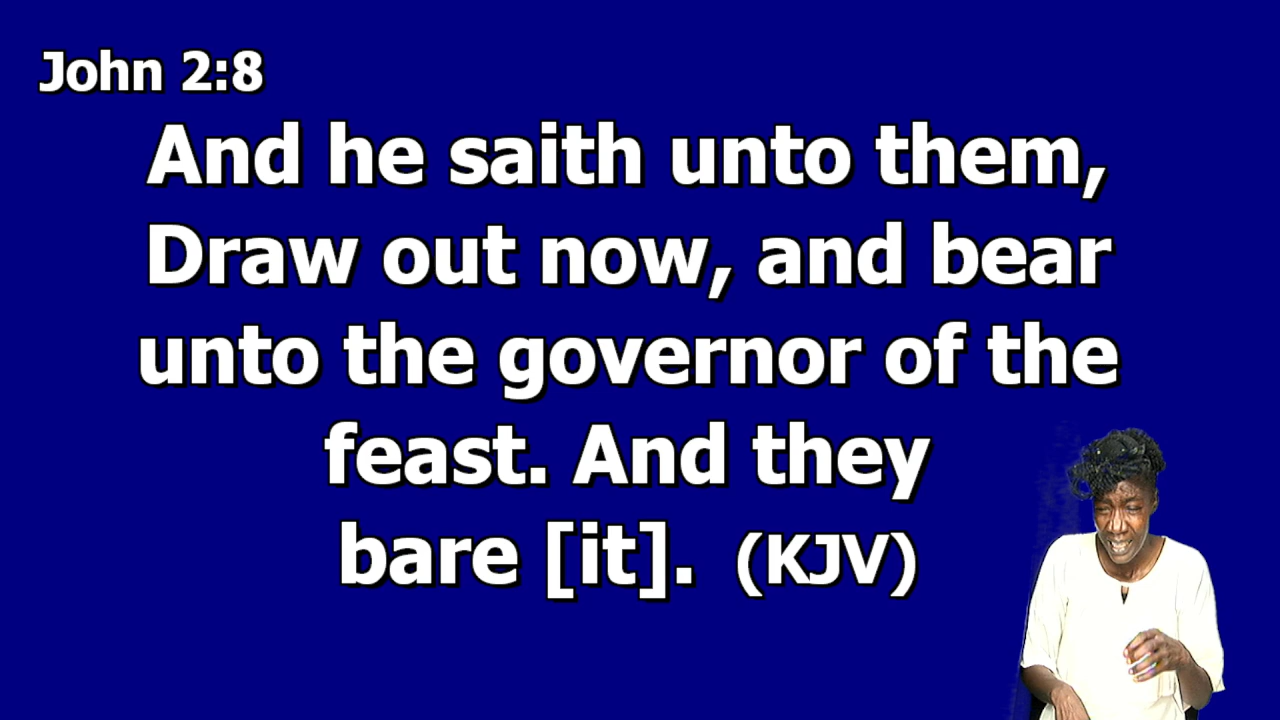 John 2:8
And he saith unto them,
Draw out now, and bear
unto the governor of the
feast. And they
bare [it]. (KJV)